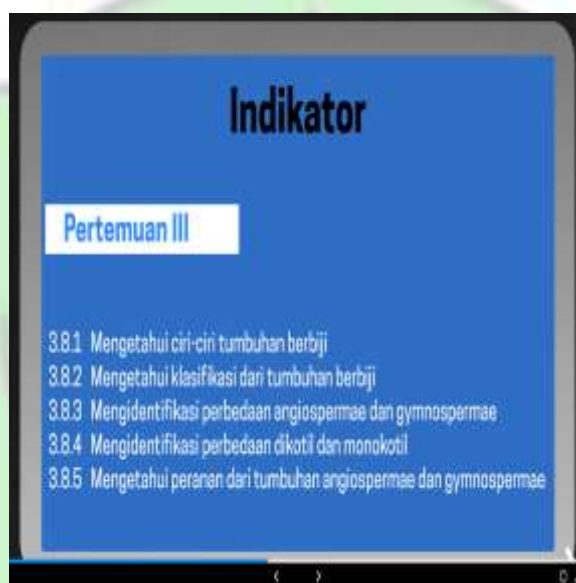 Indikator
Pertemuan III
3.8.1 Mengetahui ciri-ciri tumbuhan berbiji
3.8.2 Mengetahui klasifikasi dari tumbuhan berbiji
3.8.3 Mengidentifikasi perbedaan angiospermae dan gymnospermae
3.8.4 Mengidentifikasi perbedaan dikotil dan monokotil
3.8.5 Mengetahui peranan dari tumbuhan angiospermae dan gymnospermae